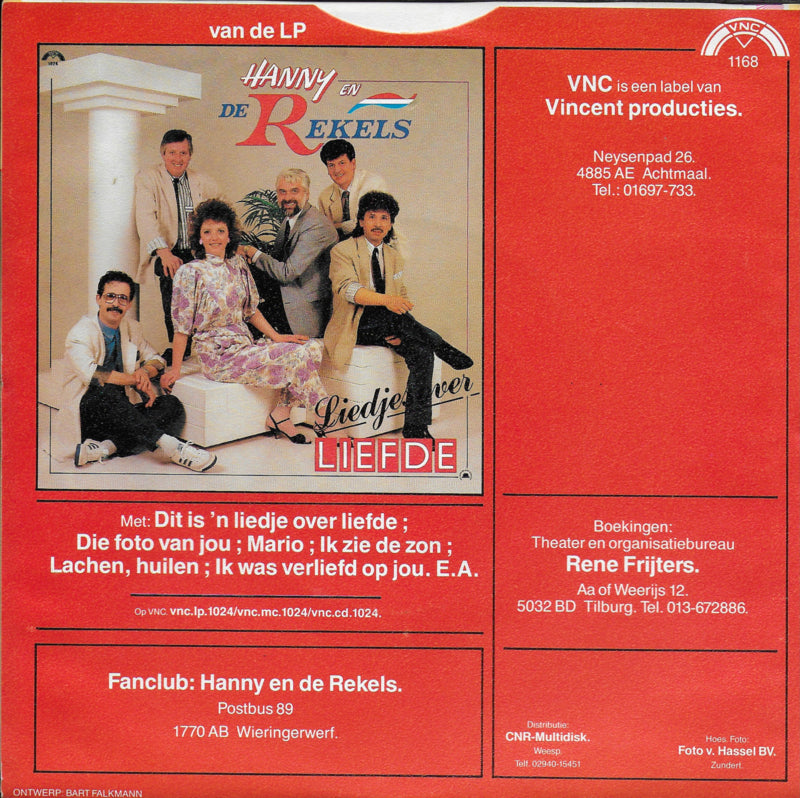 van de LP
HANNY EN
DE REKELS
Liedjes over
LIEFDE
Met: Dit is 'n liedje over liefde ;
Die foto van jou ; Mario ; Ik zie de zon ;
Lachen, huilen ; Ik was verliefd op jou. E.A.
Op VNC. vnc.lp.1024/vnc.mc.1024/vnc.cd.1024.
Fanclub: Hanny en de Rekels.
Postbus 89
1770 AB Wieringerwerf.
ONTWERP: BART FALKMANN
VNC
1168
VNC is een label van
Vincent producties.
Neysenpad 26.
4885 AE Achtmaal.
Tel.: 01697-733.
Boekingen:
Theater en organisatiebureau
Rene Frijters.
Aa of Weerijs 12.
5032 BD Tilburg. Tel. 013-672886.
Distributie:
CNR-Multidisk.
Weesp.
Telf. 02940-15451
Hoes. Foto:
Foto v. Hassel BV.
Zundert.